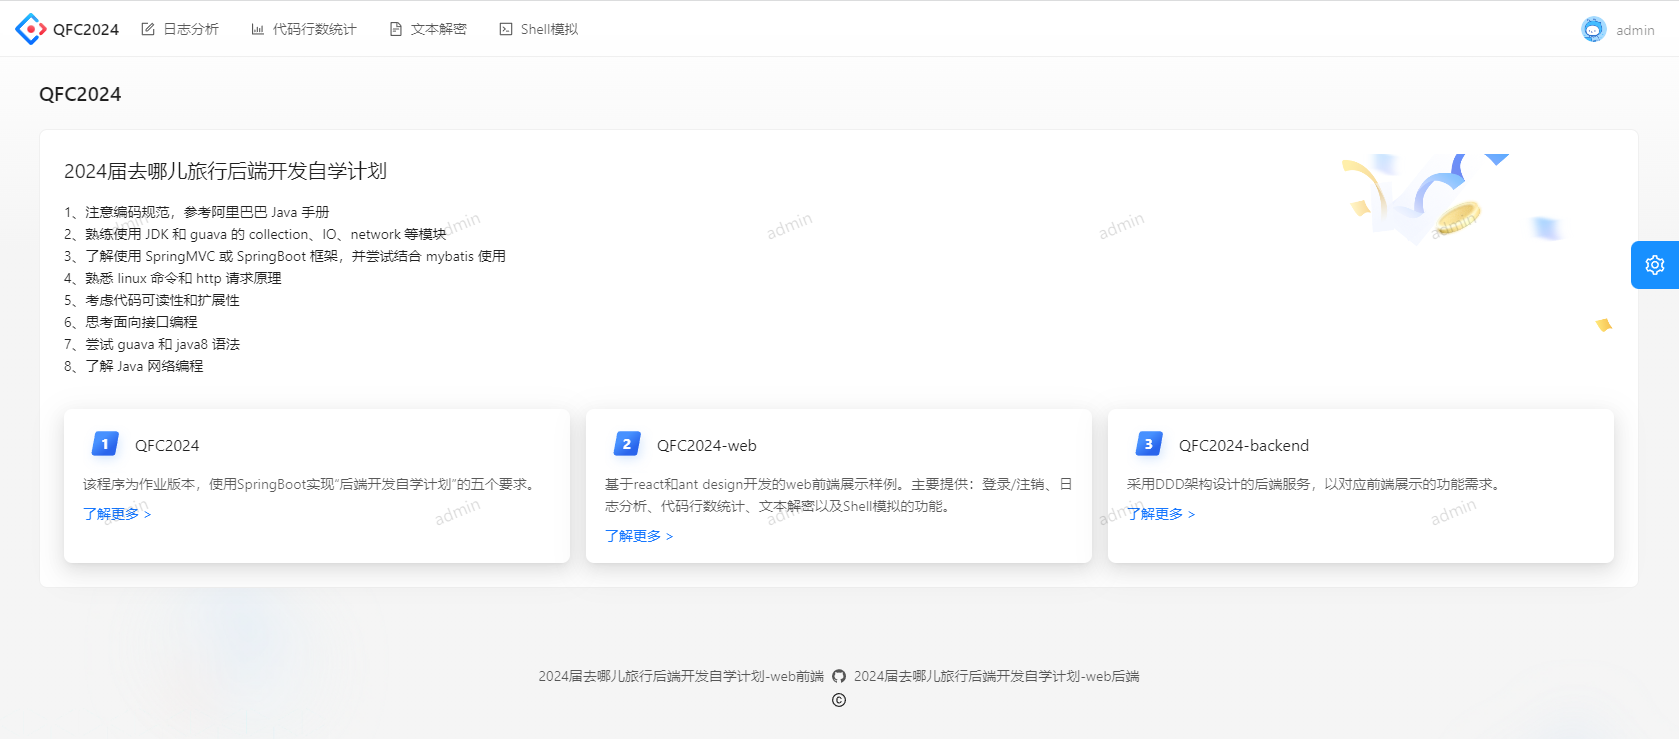 QFC2024 日志分析 代码行数统计 文本解密 Shell模拟 admin
QFC2024
2024届去哪儿旅行后端开发自学计划
1、注意编码规范，参考阿里巴巴 Java 手册
2、熟练使用 JDK 和 guava 的 collection、IO、network 等模块
3、了解使用 SpringMVC 或 SpringBoot 框架，并尝试结合 mybatis 使用
4、熟悉 linux 命令和 http 请求原理
5、考虑代码可读性和扩展性
6、思考面向接口编程
7、尝试 guava 和 java8 语法
8、了解 Java 网络编程
admin admin admin admin admin
1 QFC2024
该程序为作业版本，使用SpringBoot实现“后端开发自学计划”的五个要求。
了解更多 >
2 QFC2024-web
基于react和ant design开发的web前端展示样例。主要提供：登录/注销、日
志分析、代码行数统计、文本解密以及Shell模拟的功能。
了解更多 >
3 QFC2024-backend
采用DDD架构设计的后端服务，以对应前端展示的功能需求。
了解更多 >
admin admin admin admin admin
2024届去哪儿旅行后端开发自学计划-web前端 2024届去哪儿旅行后端开发自学计划-web后端
©